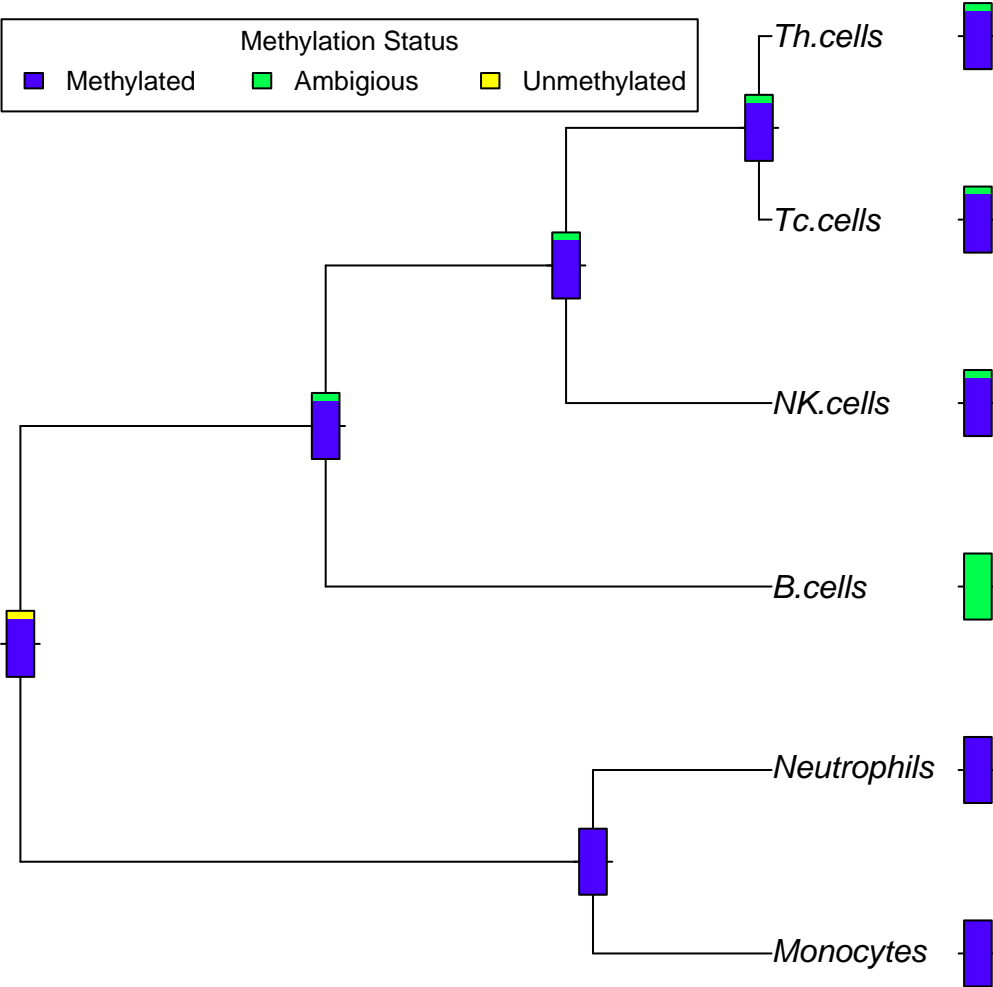 Methylation Status
Methylated Ambigious Unmethylated
Th.cells
Tc.cells
NK.cells
B.cells
Neutrophils
Monocytes